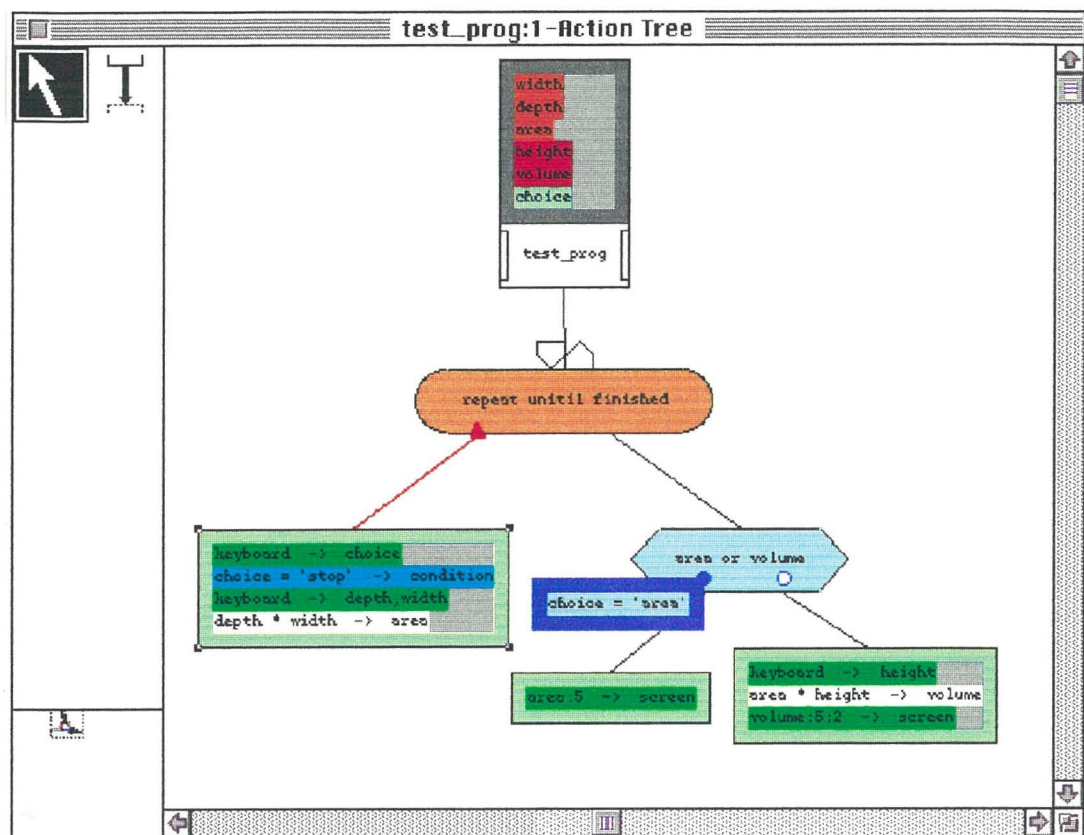 test_prog:1-Action Tree
width
depth
area
height
volume
choice
test_prog
repeat unitil finished
keyboard -> choice
choice = 'stop' -> condition
keyboard -> depth,width
depth * width -> area
area or volume
choice = 'area'
area:5 -> screen
keyboard -> height
area * height -> volume
volume:5:2 -> screen